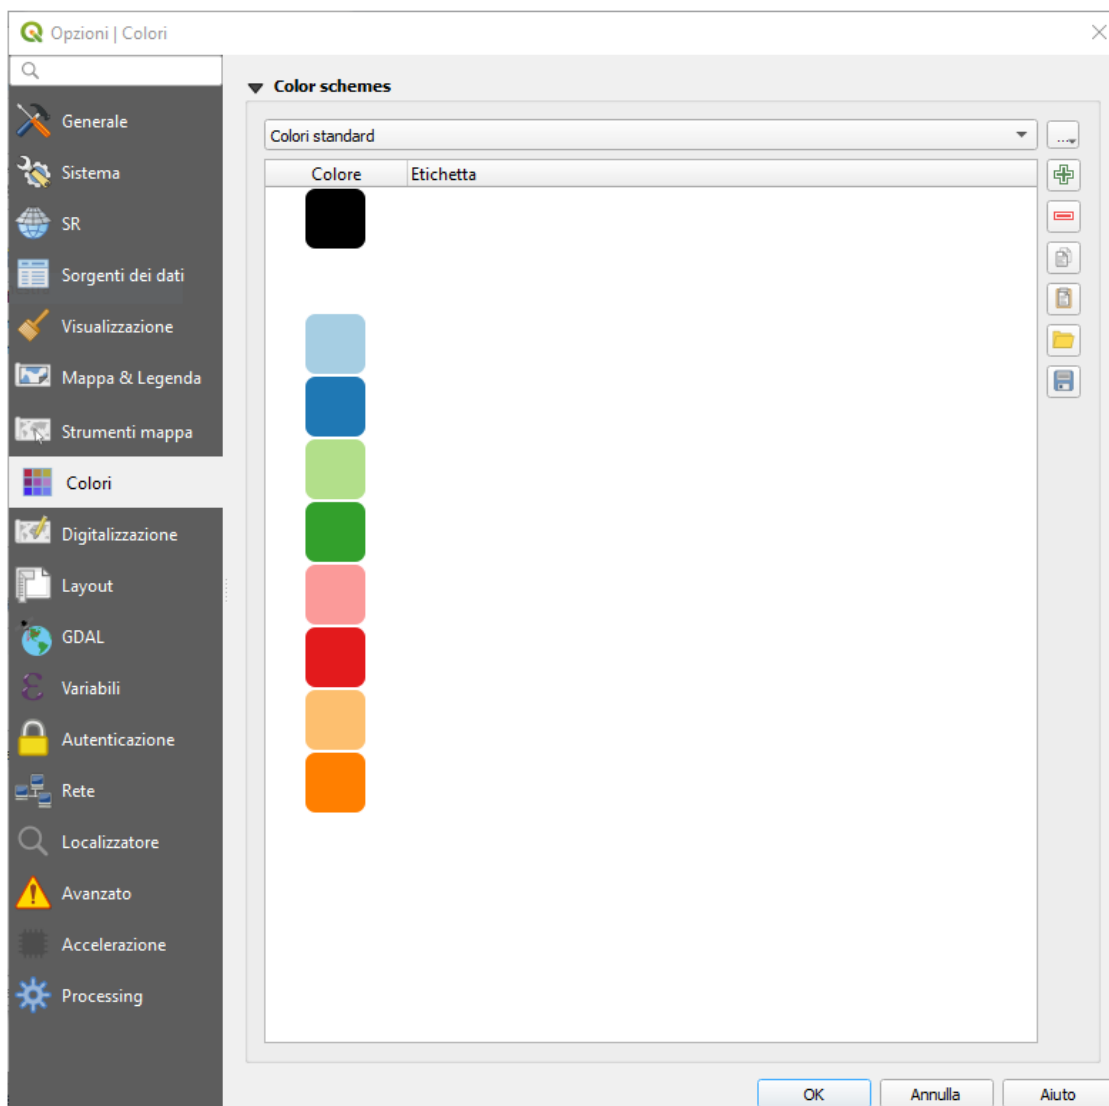 Opzioni | Colori
Generale
Sistema
SR
Sorgenti dei dati
Visualizzazione
Mappa & Legenda
Strumenti mappa
Colori
Digitalizzazione
Layout
GDAL
Variabili
Autenticazione
Rete
Localizzatore
Avanzato
Accelerazione
Processing
Color schemes
Colori standard
...
Colore Etichetta
OK Annulla Aiuto